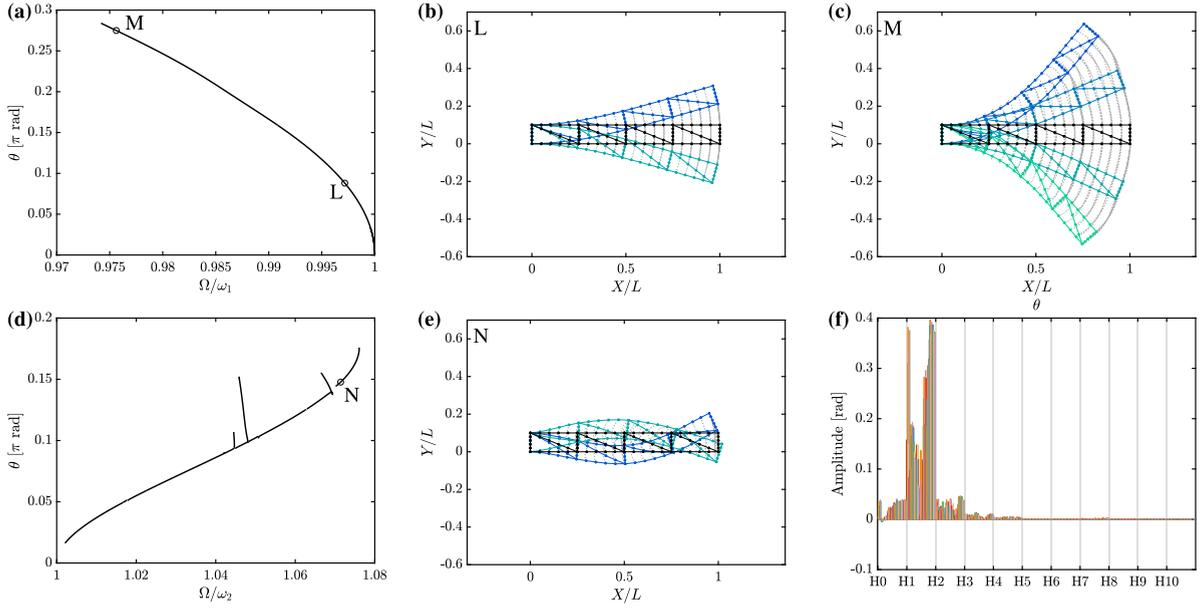 (a)
0.3
0.25
0.2
0.15
0.1
0.05
0
θ [π rad]
M
L
0.97 0.975 0.98 0.985 0.99 0.995 1
Ω/ω₁
(b)
L
0.6
0.4
0.2
0
-0.2
-0.4
-0.6
Y/L
0 0.5 1
X/L
(c)
M
0.6
0.4
0.2
0
-0.2
-0.4
-0.6
Y/L
0 0.5 1
X/L
(d)
0.2
0.15
0.1
0.05
0
θ [π rad]
N
1 1.02 1.04 1.06 1.08
Ω/ω₂
(e)
N
0.6
0.4
0.2
0
-0.2
-0.4
-0.6
Y/L
0 0.5 1
X/L
(f)
θ
0.4
0.3
0.2
0.1
0
-0.1
Amplitude [rad]
H0 H1 H2 H3 H4 H5 H6 H7 H8 H9 H10